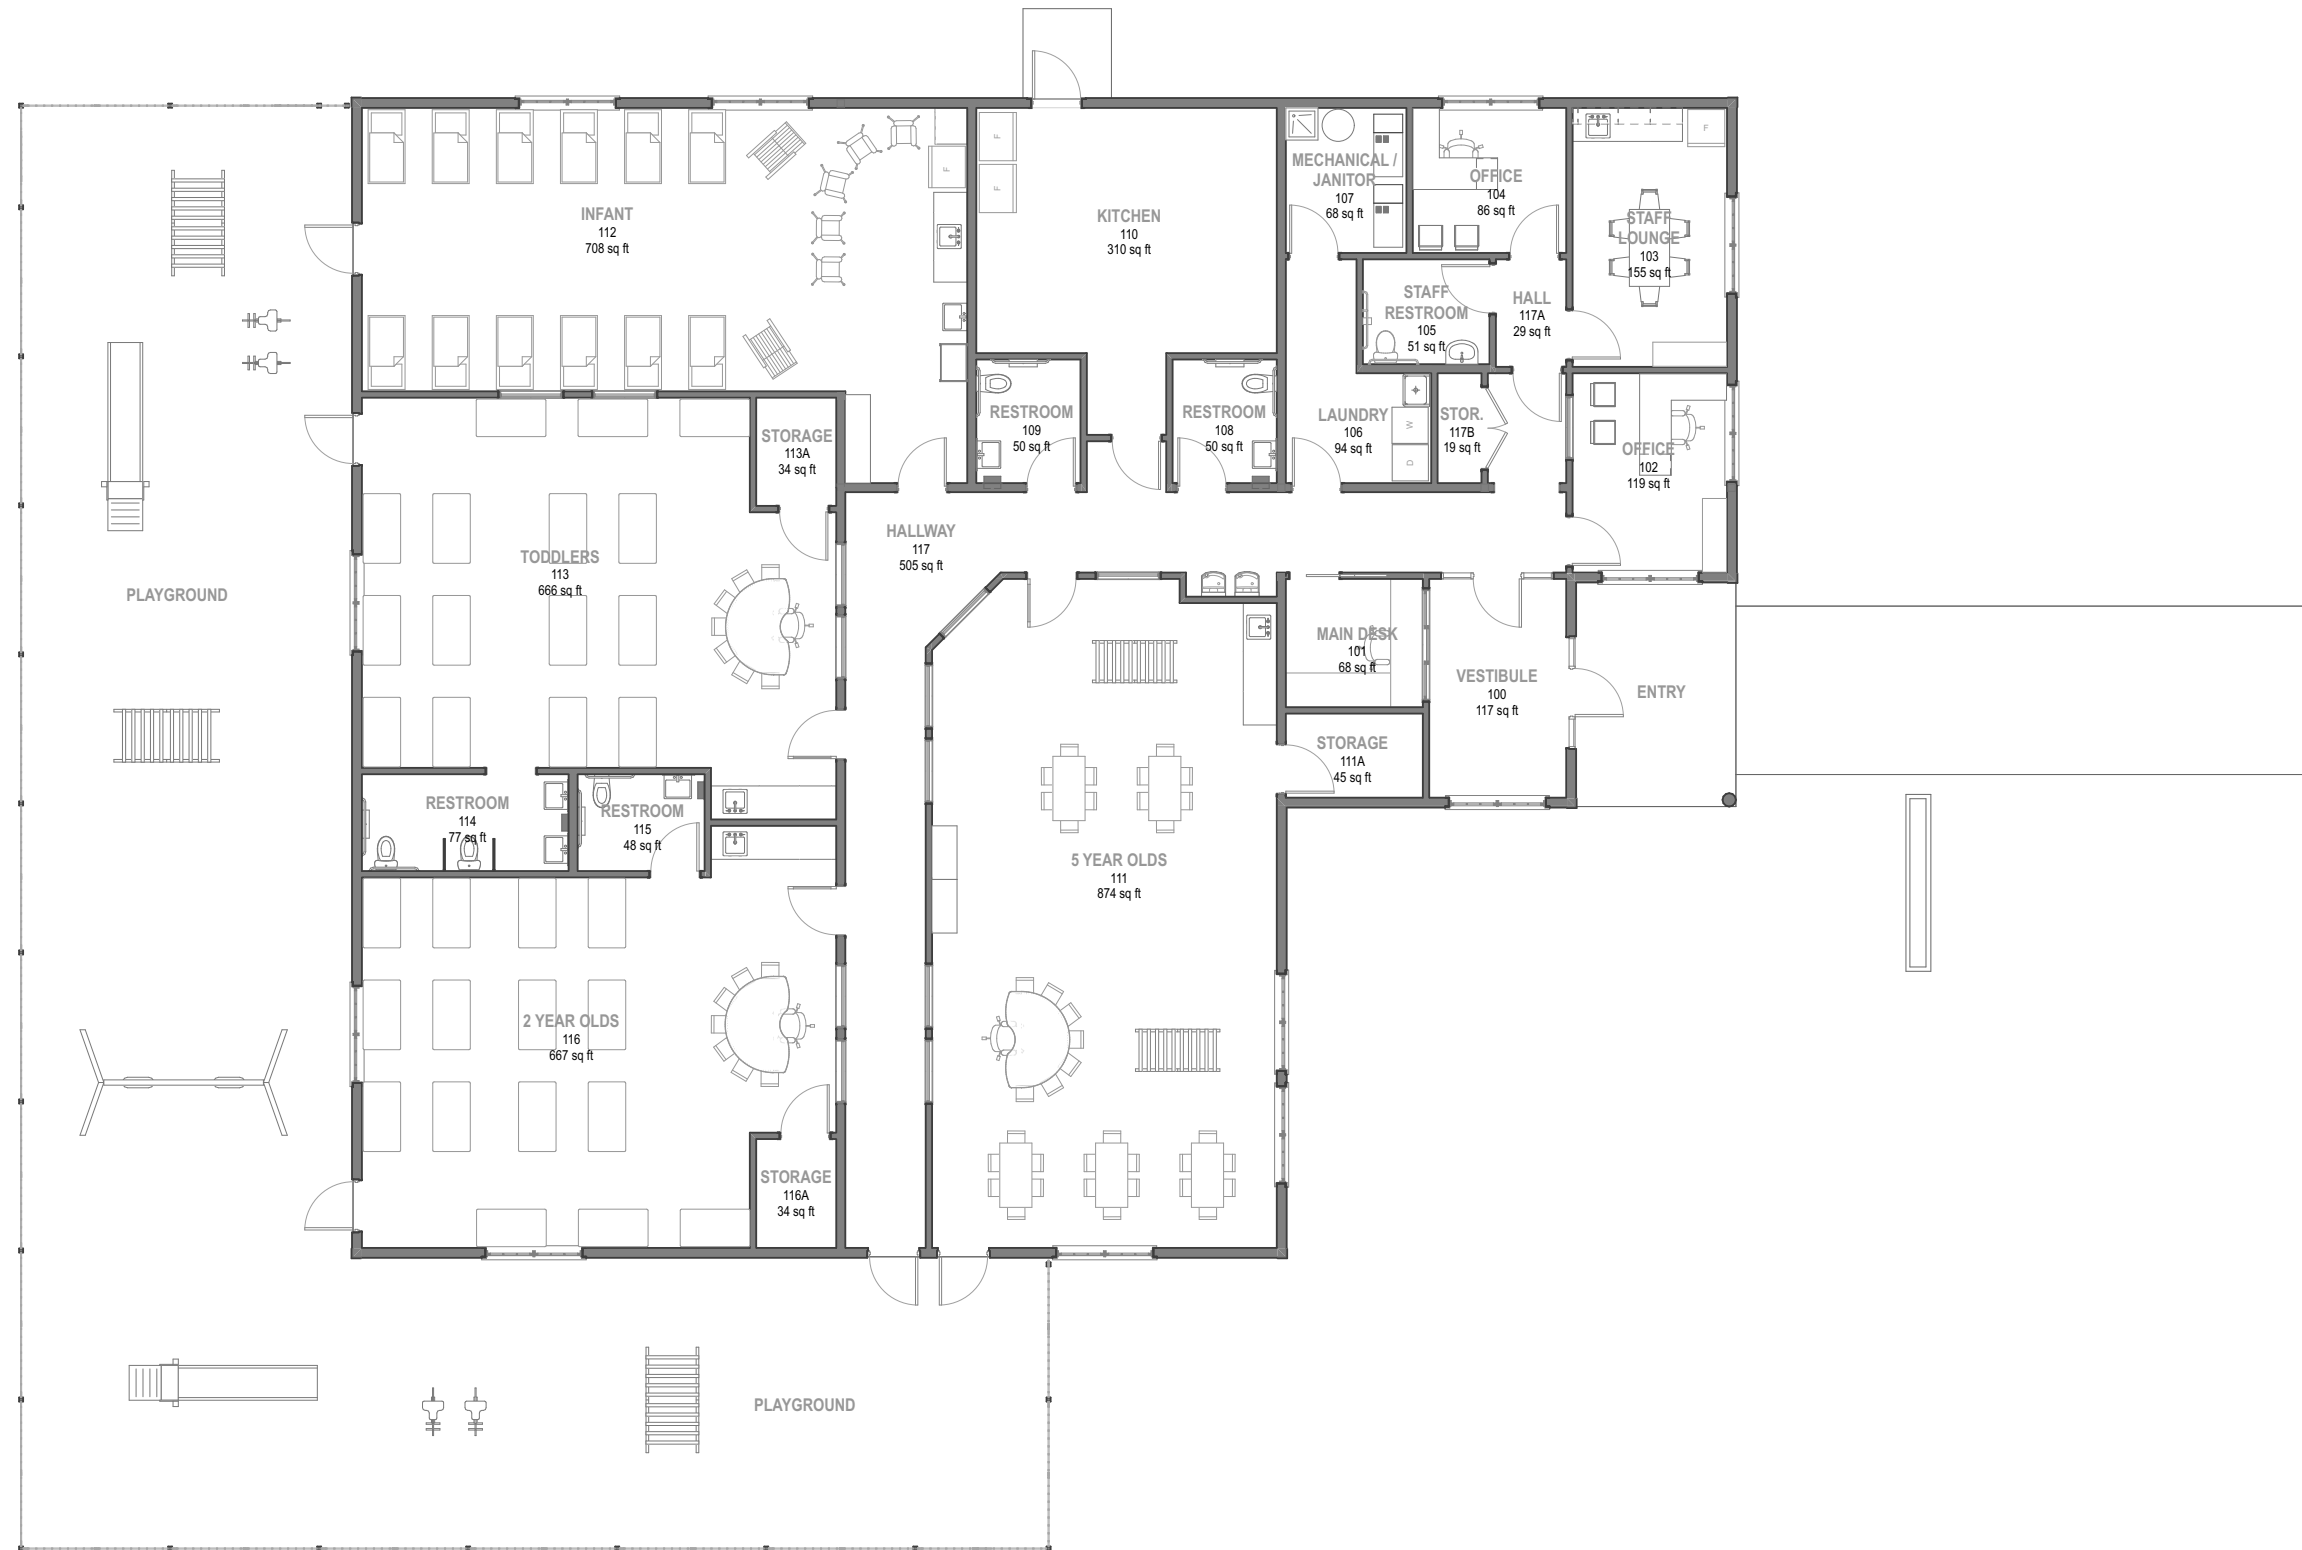 INFANT
112
708 sq ft
KITCHEN
110
310 sq ft
MECHANICAL /
JANITOR
107
68 sq ft
OFFICE
104
86 sq ft
STAFF
LOUNGE
103
155 sq ft
F
F
F
F
STAFF
RESTROOM
105
51 sq ft
HALL
117A
29 sq ft
RESTROOM
109
50 sq ft
RESTROOM
108
50 sq ft
LAUNDRY
106
94 sq ft
W
D
STOR.
117B
19 sq ft
OFFICE
102
119 sq ft
STORAGE
113A
34 sq ft
HALLWAY
117
505 sq ft
TODDLERS
113
666 sq ft
PLAYGROUND
MAIN DESK
101
68 sq ft
VESTIBULE
100
117 sq ft
ENTRY
STORAGE
111A
45 sq ft
RESTROOM
114
77 sq ft
RESTROOM
115
48 sq ft
5 YEAR OLDS
111
874 sq ft
2 YEAR OLDS
116
667 sq ft
STORAGE
116A
34 sq ft
PLAYGROUND